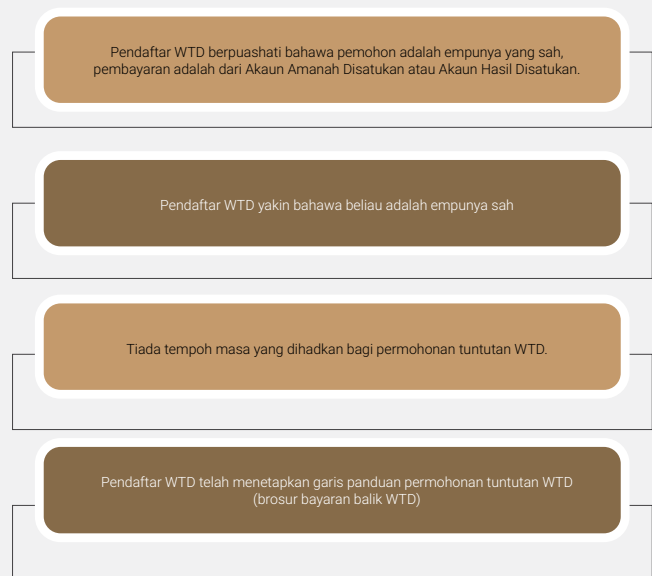 Pendaftar WTD berpuashati bahawa pemohon adalah empunya yang sah,
pembayaran adalah dari Akaun Amanah Disatukan atau Akaun Hasil Disatukan.
Pendaftar WTD yakin bahawa beliau adalah empunya sah
Tiada tempoh masa yang dihadkan bagi permohonan tuntutan WTD.
Pendaftar WTD telah menetapkan garis panduan permohonan tuntutan WTD
(brosur bayaran balik WTD)